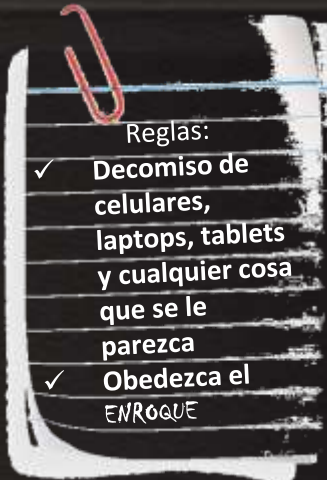 Reglas:
✓ Decomiso de
celulares,
laptops, tablets
y cualquier cosa
que se le
parezca
✓ Obedezca el
ENROQUE